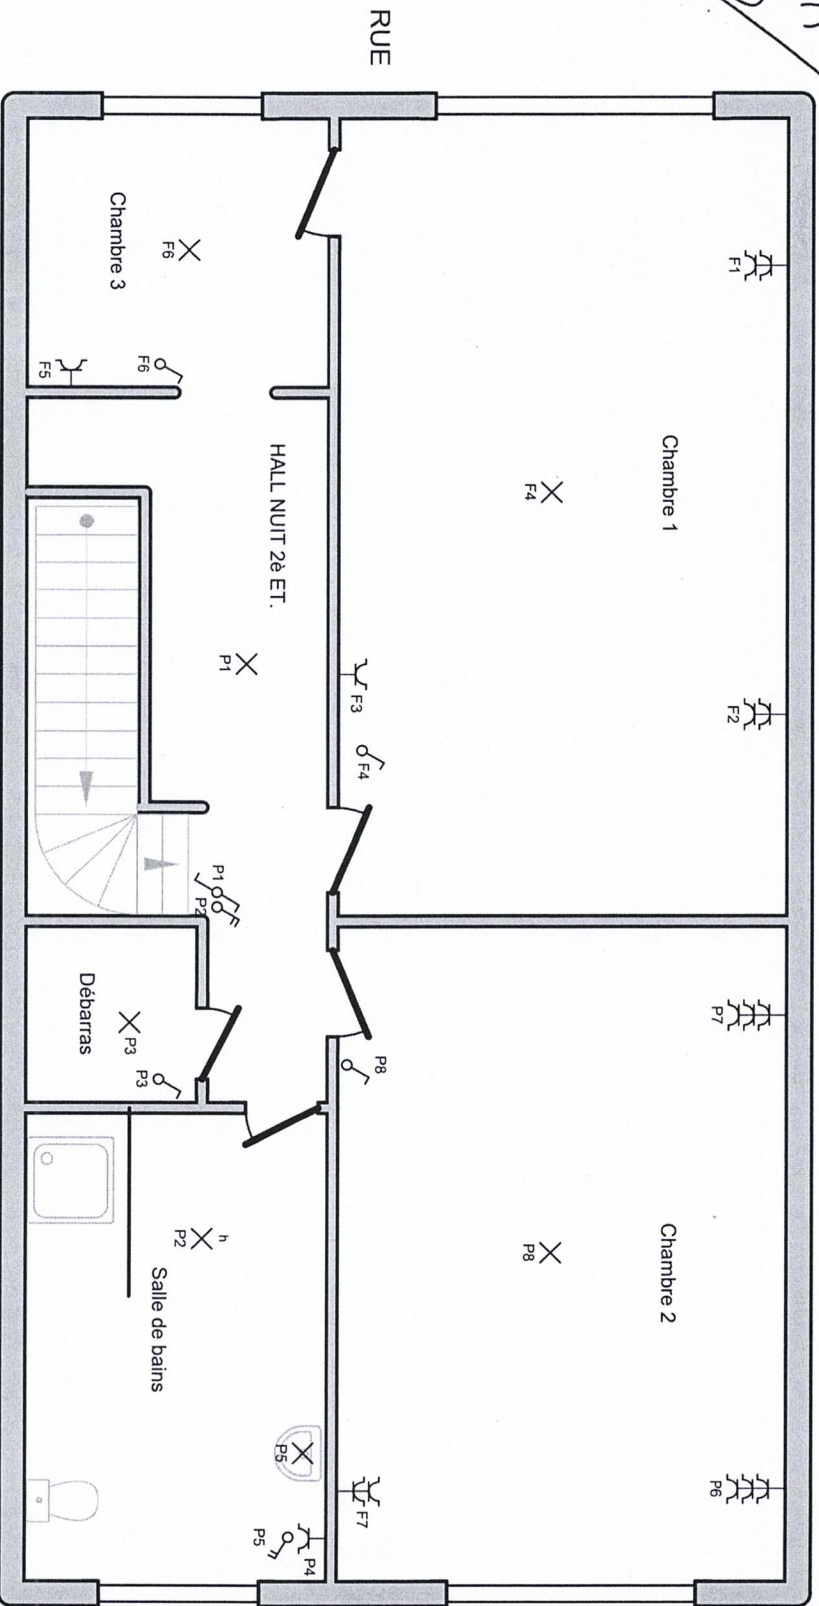 RUE
Chambre 3
F6
F6
F5
Chambre 1
F1
F4
F2
F3
F4
HALL NUIT 2è ET.
P1
P1
P2
Débarras
P3
P3
P8
Chambre 2
P7
P8
P6
F7
h
P2
Salle de bains
P5
P5
P4